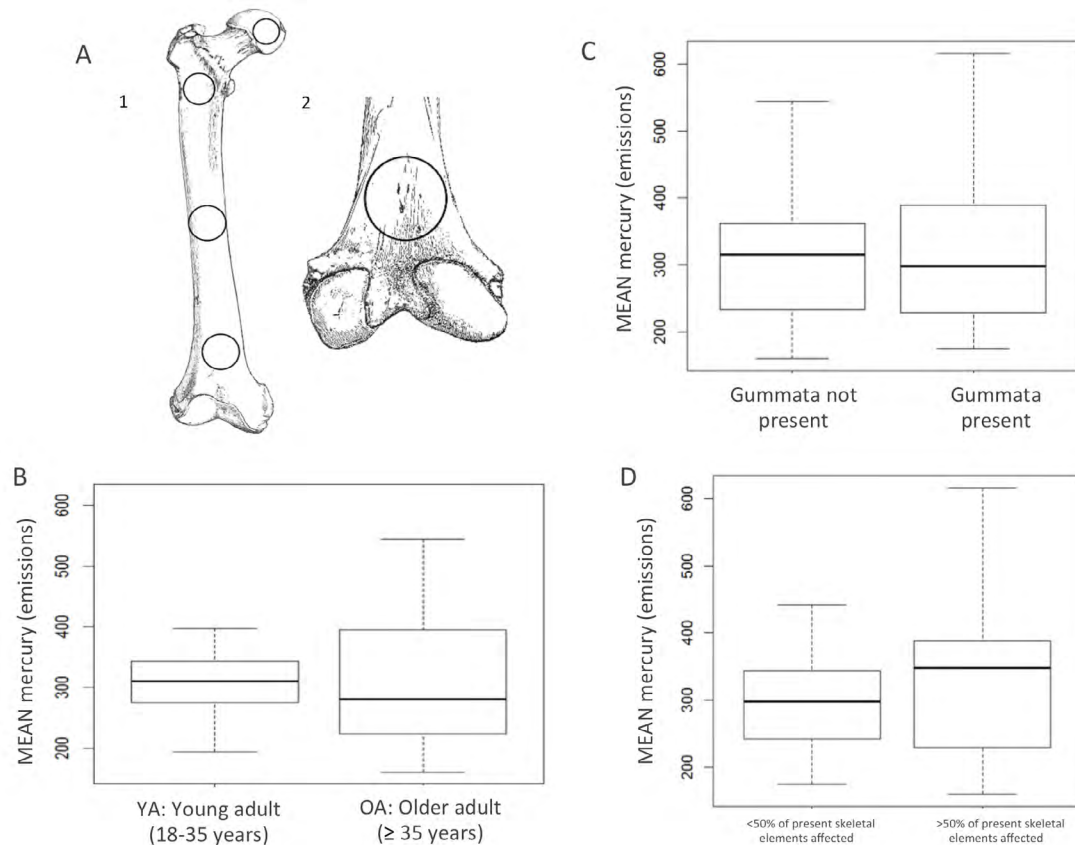 A
1
2
C
MEAN mercury (emissions)
600
500
400
300
200
Gummata not
present
Gummata
present
B
MEAN mercury (emissions)
600
500
400
300
200
YA: Young adult
(18-35 years)
OA: Older adult
(≥ 35 years)
D
MEAN mercury (emissions)
600
500
400
300
200
<50% of present skeletal
elements affected
>50% of present skeletal
elements affected